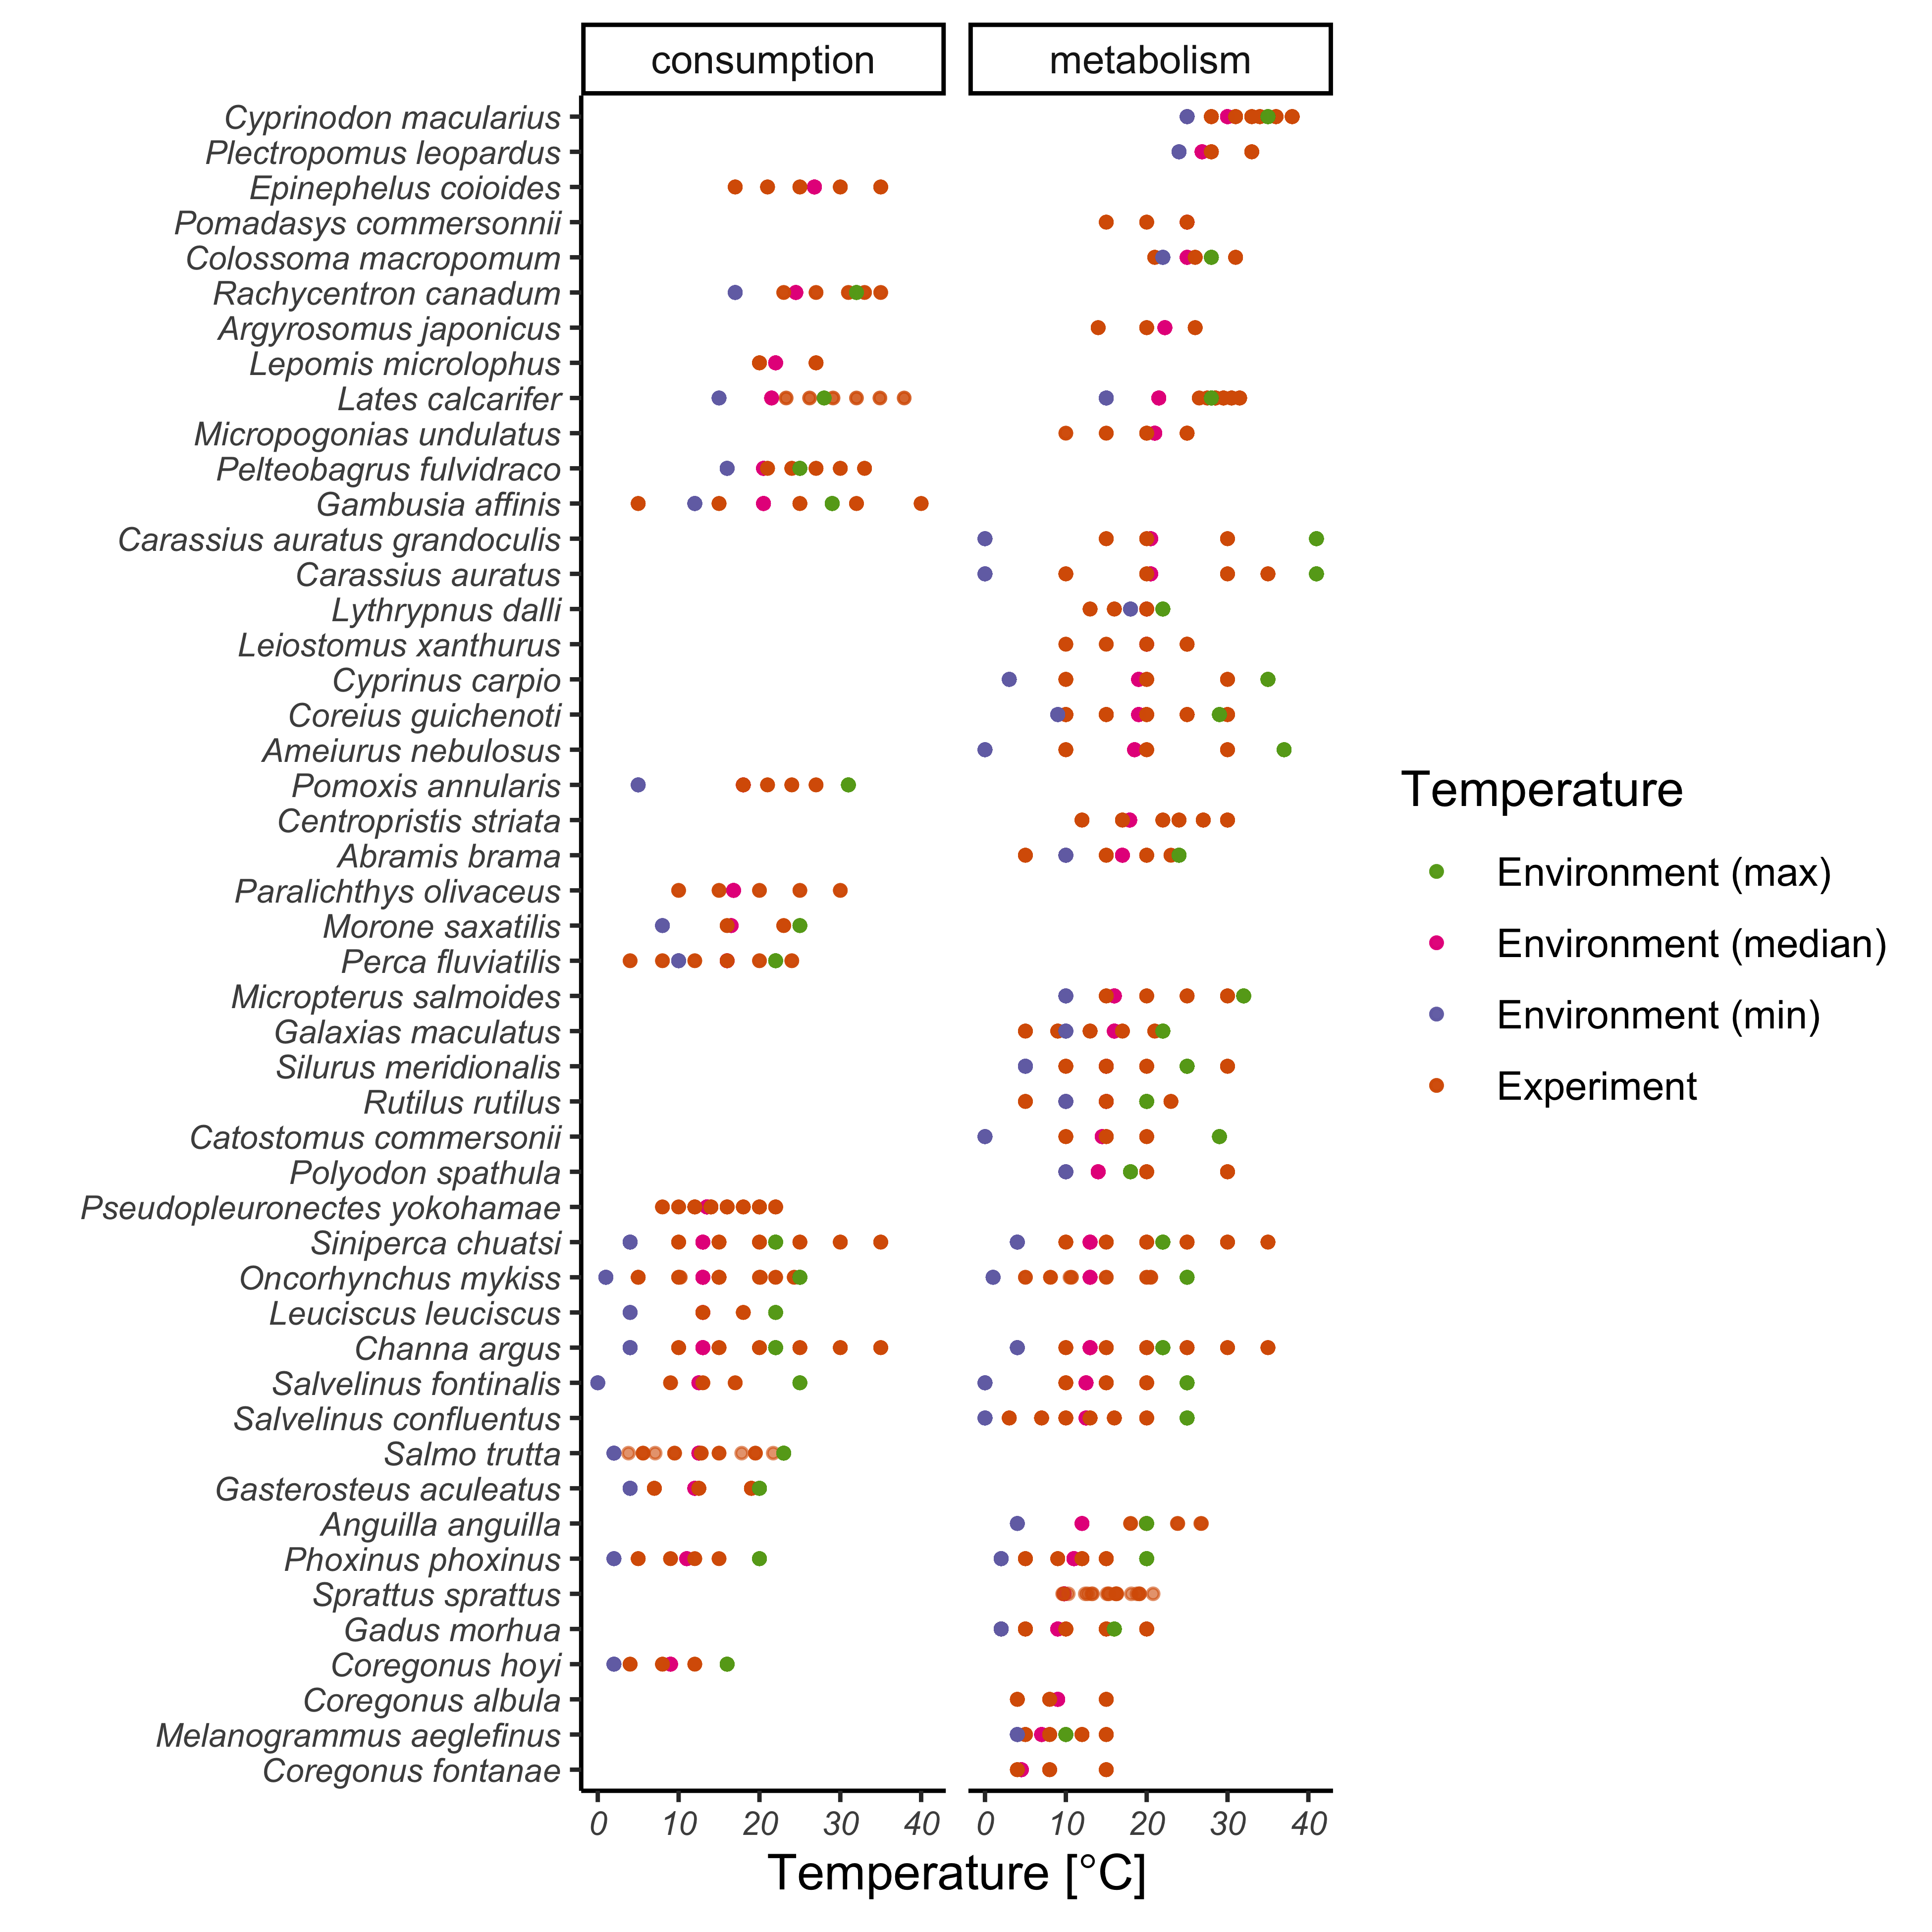 consumption metabolism
Cyprinodon macularius
Plectropomus leopardus
Epinephelus coioides
Pomadasys commersonnii
Colossoma macropomum
Rachycentron canadum
Argyrosomus japonicus
Lepomis microlophus
Lates calcarifer
Micropogonias undulatus
Pelteobagrus fulvidraco
Gambusia affinis
Carassius auratus grandoculis
Carassius auratus
Lythrypnus dalli
Leiostomus xanthurus
Cyprinus carpio
Coreius guichenoti
Ameiurus nebulosus
Pomoxis annularis
Centropristis striata
Abramis brama
Paralichthys olivaceus
Morone saxatilis
Perca fluviatilis
Micropterus salmoides
Galaxias maculatus
Silurus meridionalis
Rutilus rutilus
Catostomus commersonii
Polyodon spathula
Pseudopleuronectes yokohamae
Siniperca chuatsi
Oncorhynchus mykiss
Leuciscus leuciscus
Channa argus
Salvelinus fontinalis
Salvelinus confluentus
Salmo trutta
Gasterosteus aculeatus
Anguilla anguilla
Phoxinus phoxinus
Sprattus sprattus
Gadus morhua
Coregonus hoyi
Coregonus albula
Melanogrammus aeglefinus
Coregonus fontanae
0 10 20 30 40 0 10 20 30 40
Temperature [°C]
Temperature
Environment (max)
Environment (median)
Environment (min)
Experiment